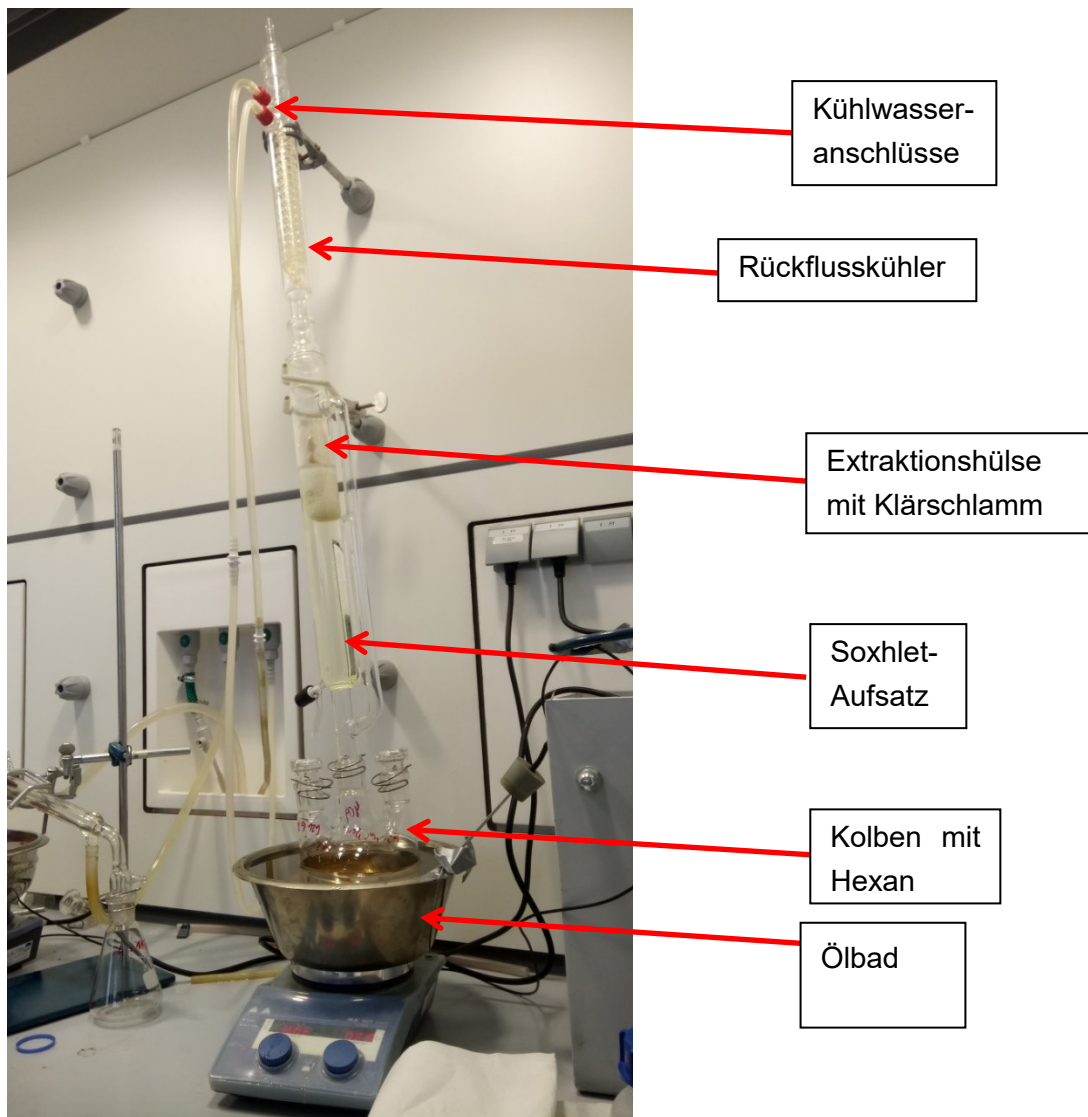 Kühlwasser-
anschlüsse
Rückflusskühler
Extraktionshülse
mit Klärschlamm
Soxhlet-
Aufsatz
Kolben mit
Hexan
Ölbad